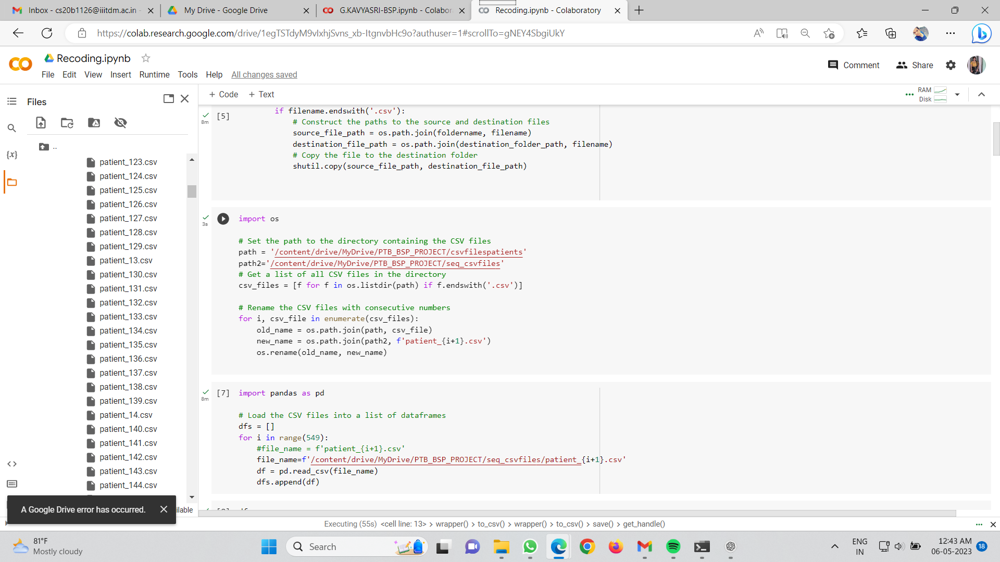 Inbox - cs20b1126@iiitdm.ac.in -
My Drive - Google Drive
G.KAVYASRI-BSP.ipynb - Colabor
Recoding.ipynb - Colaboratory
https://colab.research.google.com/drive/1egTSTdyM9vIxhjSvns_xb-ItgnvbHc9o?authuser=1#scrollTo=gNEY4SbgiUkY
Recoding.ipynb
Comment
Share
File Edit View Insert Runtime Tools Help All changes saved
Files
+ Code + Text
RAM
Disk
..
patient_123.csv
patient_124.csv
patient_125.csv
patient_126.csv
patient_127.csv
patient_128.csv
patient_129.csv
patient_13.csv
patient_130.csv
patient_131.csv
patient_132.csv
patient_133.csv
patient_134.csv
patient_135.csv
patient_136.csv
patient_137.csv
patient_138.csv
patient_139.csv
patient_14.csv
patient_140.csv
patient_141.csv
patient_142.csv
patient_143.csv
patient_144.csv
{x}
8m
[5]
if filename.endswith('.csv'):
# Construct the paths to the source and destination files
source_file_path = os.path.join(foldername, filename)
destination_file_path = os.path.join(destination_folder_path, filename)
# Copy the file to the destination folder
shutil.copy(source_file_path, destination_file_path)
3s
import os
# Set the path to the directory containing the CSV files
path = '/content/drive/MyDrive/PTB_BSP_PROJECT/csvfilespatients'
path2='/content/drive/MyDrive/PTB_BSP_PROJECT/seq_csvfiles'
# Get a list of all CSV files in the directory
csv_files = [f for f in os.listdir(path) if f.endswith('.csv')]
# Rename the CSV files with consecutive numbers
for i, csv_file in enumerate(csv_files):
old_name = os.path.join(path, csv_file)
new_name = os.path.join(path2, f'patient_{i+1}.csv')
os.rename(old_name, new_name)
8m
[7]
import pandas as pd
# Load the CSV files into a list of dataframes
dfs = []
for i in range(549):
#file_name = f'patient_{i+1}.csv'
file_name=f'/content/drive/MyDrive/PTB_BSP_PROJECT/seq_csvfiles/patient_{i+1}.csv'
df = pd.read_csv(file_name)
dfs.append(df)
A Google Drive error has occurred.
ilable
Executing (55s) <cell line: 13> > wrapper() > to_csv() > wrapper() > to_csv() > save() > get_handle()
81°F
Mostly cloudy
Search
ENG
IN
12:43 AM
06-05-2023
18